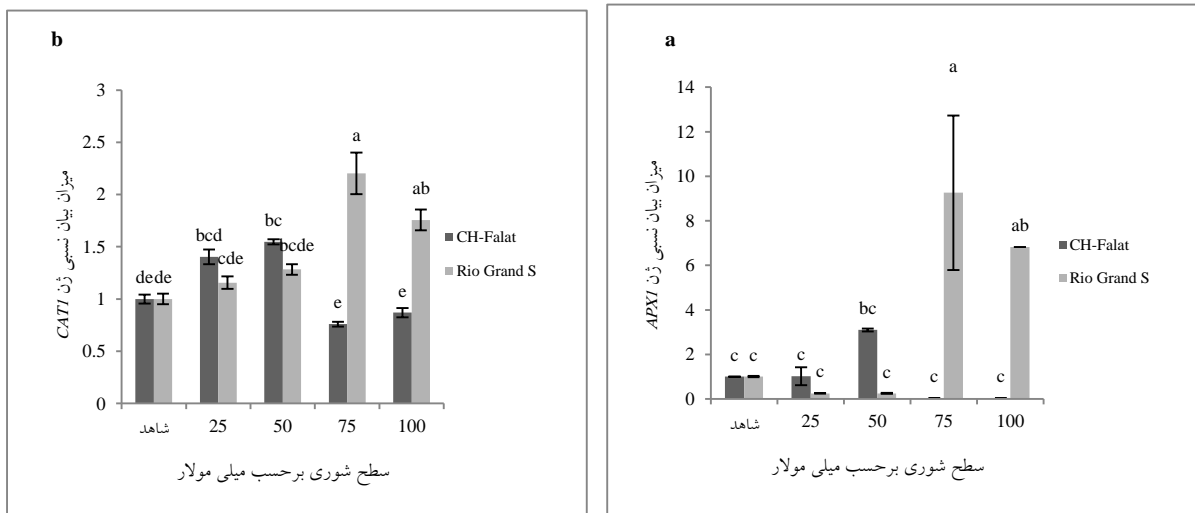 b
3
2.5
2
1.5
1
0.5
0
میزان بیان نسبی ژن CAT1
de de
bcd
cde
bc
bcde
e
a
e
ab
CH-Falat
Rio Grand S
شاهد 25 50 75 100
سطح شوری برحسب میلی مولار
a
14
12
10
8
6
4
2
0
میزان بیان نسبی ژن APX1
c c
c
c
bc
c
c
a
c
ab
CH-Falat
Rio Grand S
شاهد 25 50 75 100
سطح شوری برحسب میلی مولار